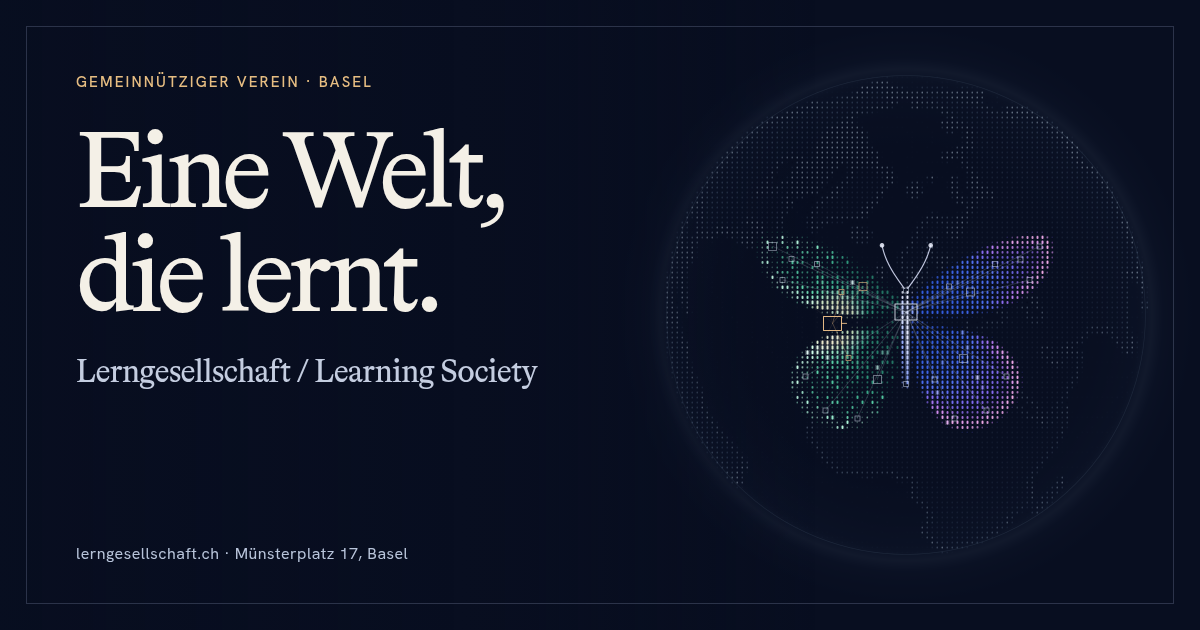 GEMEINNÜTZIGER VEREIN · BASEL
Eine Welt,
die lernt.
Lerngesellschaft / Learning Society
lerngesellschaft.ch · Münsterplatz 17, Basel